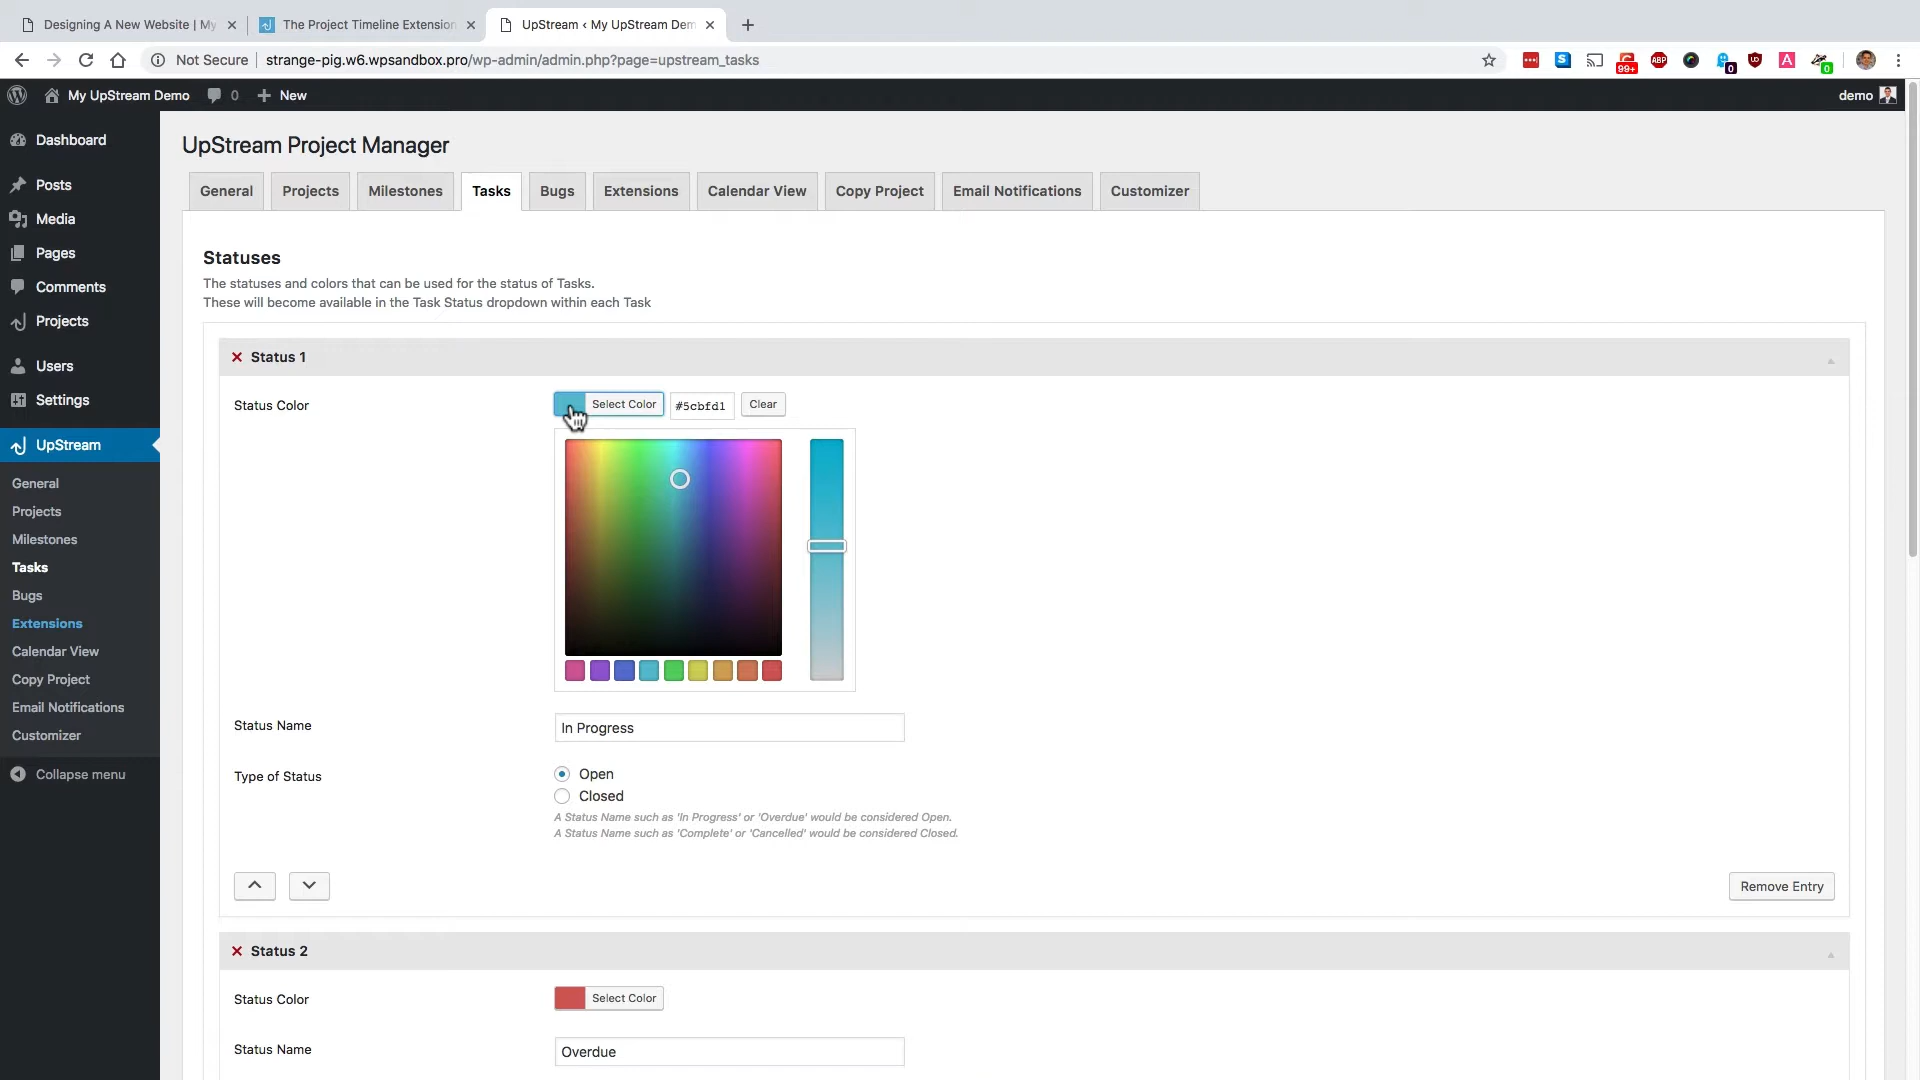 Designing A New Website | My
The Project Timeline Extension
UpStream ‹ My UpStream Dem
Not Secure
strange-pig.w6.wpsandbox.pro/wp-admin/admin.php?page=upstream_tasks
S
99+
ABP
0
A
0
My UpStream Demo
0
New
demo
Dashboard
Posts
Media
Pages
Comments
Projects
Users
Settings
UpStream
General
Projects
Milestones
Tasks
Bugs
Extensions
Calendar View
Copy Project
Email Notifications
Customizer
Collapse menu
UpStream Project Manager
General
Projects
Milestones
Tasks
Bugs
Extensions
Calendar View
Copy Project
Email Notifications
Customizer
Statuses
The statuses and colors that can be used for the status of Tasks.
These will become available in the Task Status dropdown within each Task
Status 1
Status Color
Select Color
#5cbfd1
Clear
Status Name
In Progress
Type of Status
Open
Closed
A Status Name such as 'In Progress' or 'Overdue' would be considered Open.
A Status Name such as 'Complete' or 'Cancelled' would be considered Closed.
Remove Entry
Status 2
Status Color
Select Color
Status Name
Overdue